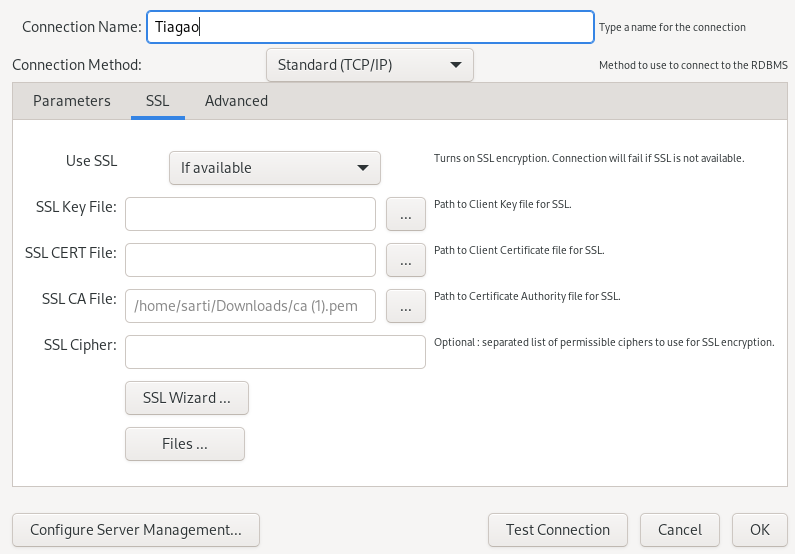 Connection Name: Tiagao Type a name for the connection
Connection Method: Standard (TCP/IP) Method to use to connect to the RDBMS
Parameters SSL Advanced
Use SSL If available Turns on SSL encryption. Connection will fail if SSL is not available.
SSL Key File: ... Path to Client Key file for SSL.
SSL CERT File: ... Path to Client Certificate file for SSL.
SSL CA File: /home/sarti/Downloads/ca (1).pem ... Path to Certificate Authority file for SSL.
SSL Cipher: Optional : separated list of permissible ciphers to use for SSL encryption.
SSL Wizard ...
Files ...
Configure Server Management... Test Connection Cancel OK